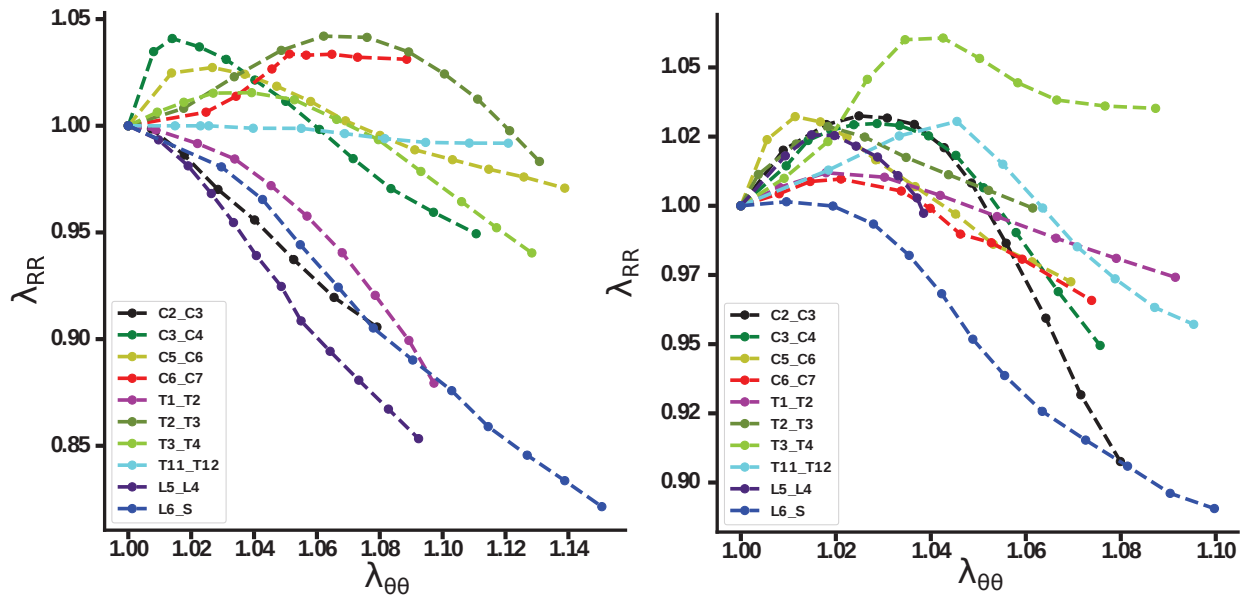 1.05
1.00
0.95
0.90
0.85
λRR
C2_C3
C3_C4
C5_C6
C6_C7
T1_T2
T2_T3
T3_T4
T11_T12
L5_L4
L6_S
1.00 1.02 1.04 1.06 1.08 1.10 1.12 1.14
λθθ
1.05
1.02
1.00
0.97
0.95
0.92
0.90
λRR
C2_C3
C3_C4
C5_C6
C6_C7
T1_T2
T2_T3
T3_T4
T11_T12
L5_L4
L6_S
1.00 1.02 1.04 1.06 1.08 1.10
λθθ